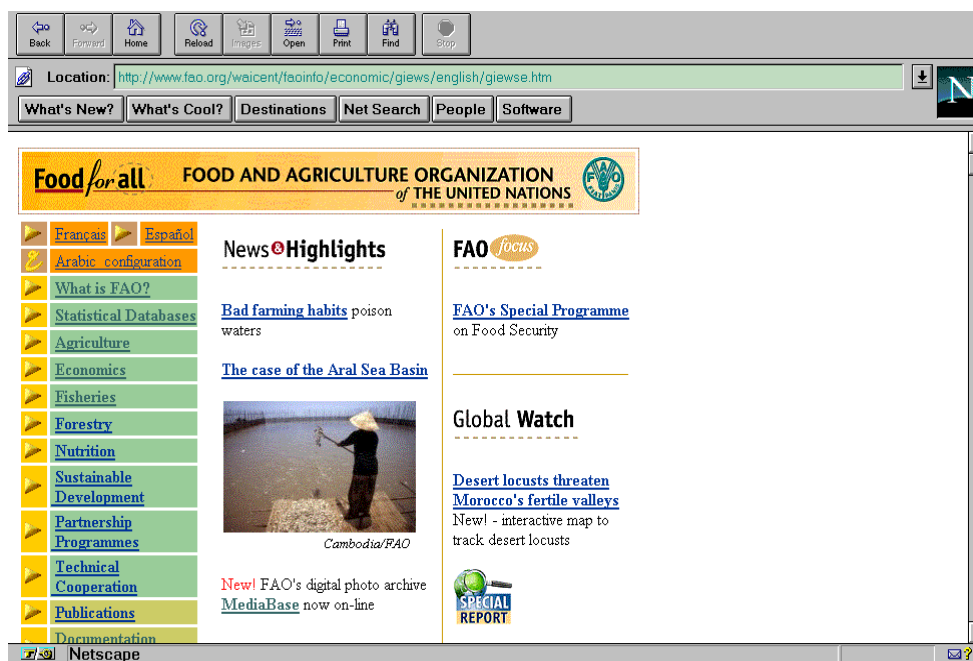 Back Forward Home Reload Images Open Print Find Stop
Location: http://www.fao.org/waicent/faoinfo/economic/giews/english/giewse.htm
N
What's New? What's Cool? Destinations Net Search People Software
Food for all
FOOD AND AGRICULTURE ORGANIZATION
of THE UNITED NATIONS
Français Español
Arabic configuration
What is FAO?
Statistical Databases
Agriculture
Economics
Fisheries
Forestry
Nutrition
Sustainable
Development
Partnership
Programmes
Technical
Cooperation
Publications
Documentation
News & Highlights
Bad farming habits poison
waters
The case of the Aral Sea Basin
Cambodia/FAO
New! FAO's digital photo archive
MediaBase now on-line
FAO focus
FAO's Special Programme
on Food Security
Global Watch
Desert locusts threaten
Morocco's fertile valleys
New! - interactive map to
track desert locusts
SPECIAL
REPORT
Netscape
?